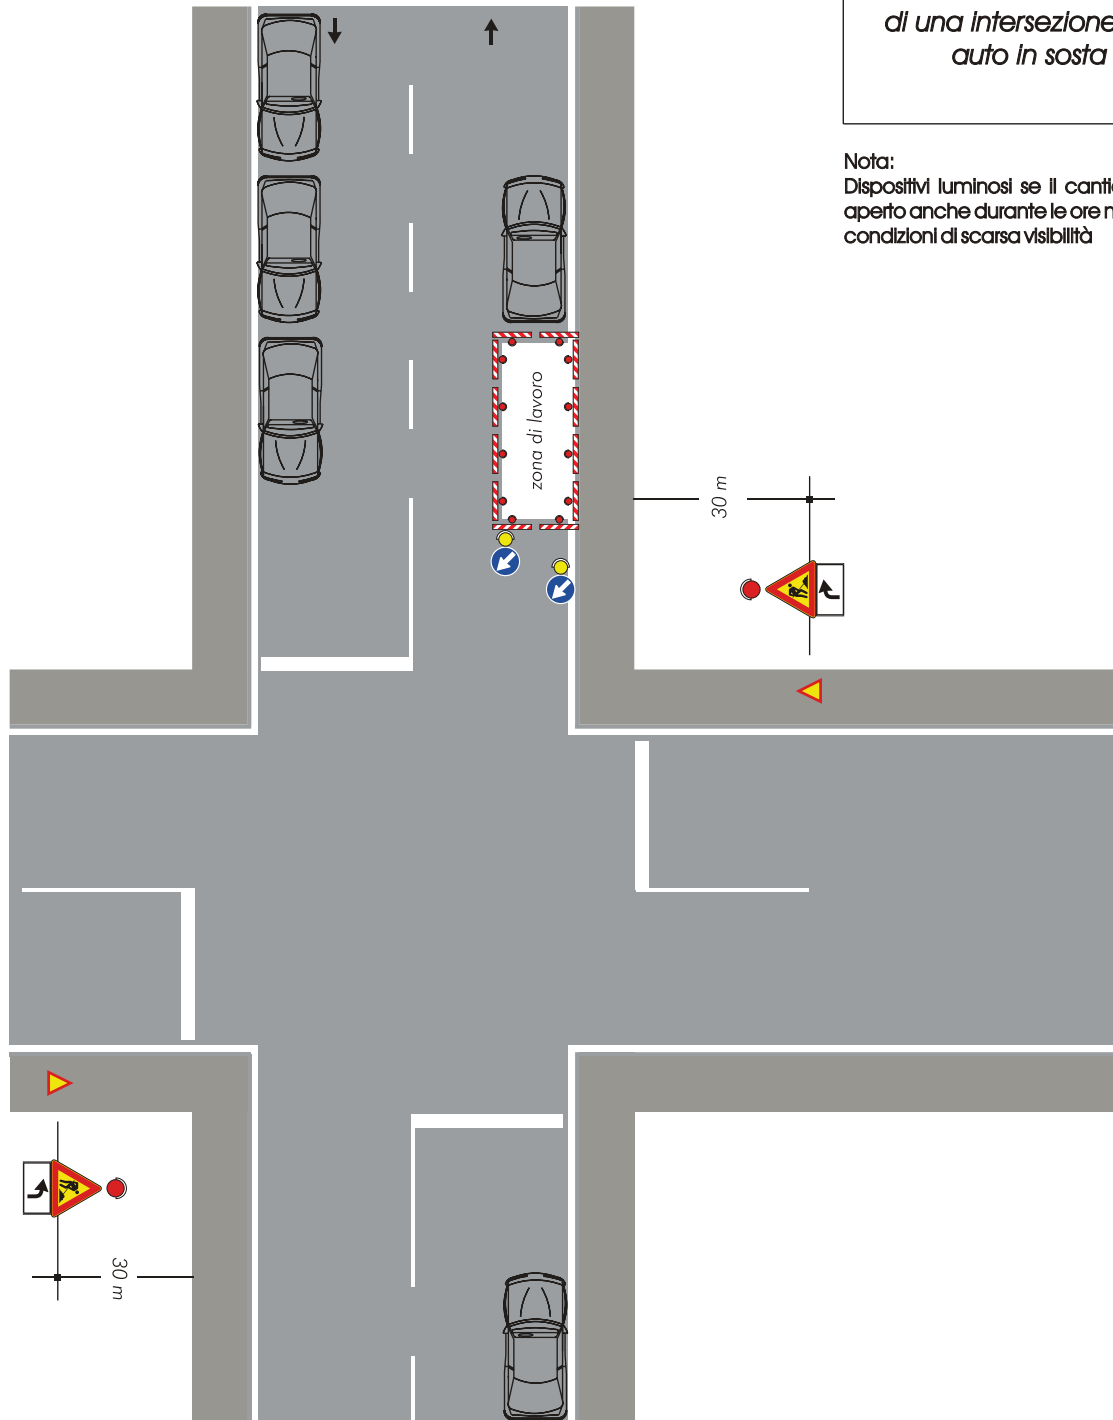 di una intersezione
auto in sosta
Nota:
Dispositivi luminosi se il
aperto anche durante le ore
condizioni di scarsa visibilità
zona di lavoro
30 m
30 m